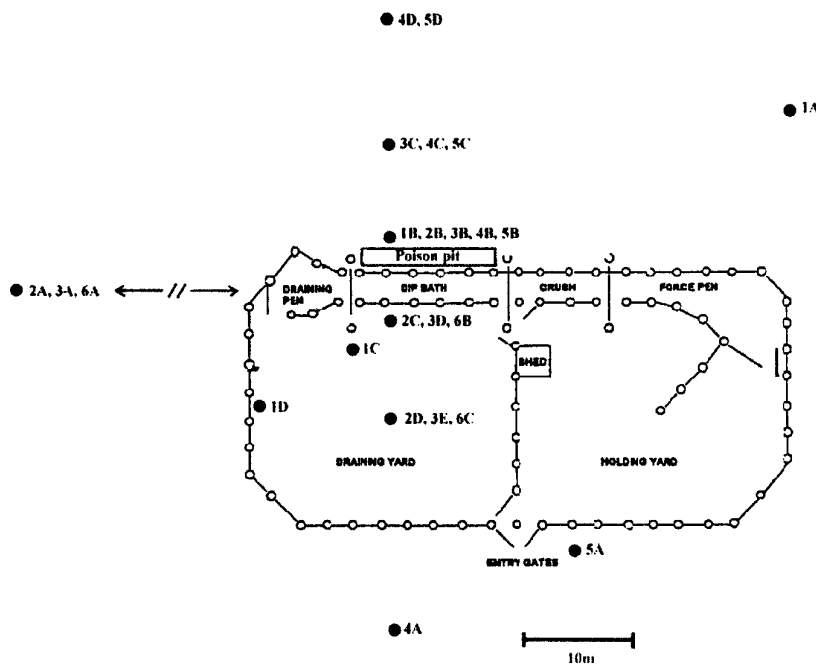 4D, 5D
1A
3C, 4C, 5C
1B, 2B, 3B, 4B, 5B
Poison pit
2A, 3A, 6A
DRAINING PEN
DIP BATH
CRUSH
FORCE PEN
2C, 3D, 6B
1C
SHED
1D
2D, 3E, 6C
DRAINING YARD
HOLDING YARD
5A
ENTRY GATES
4A
10m